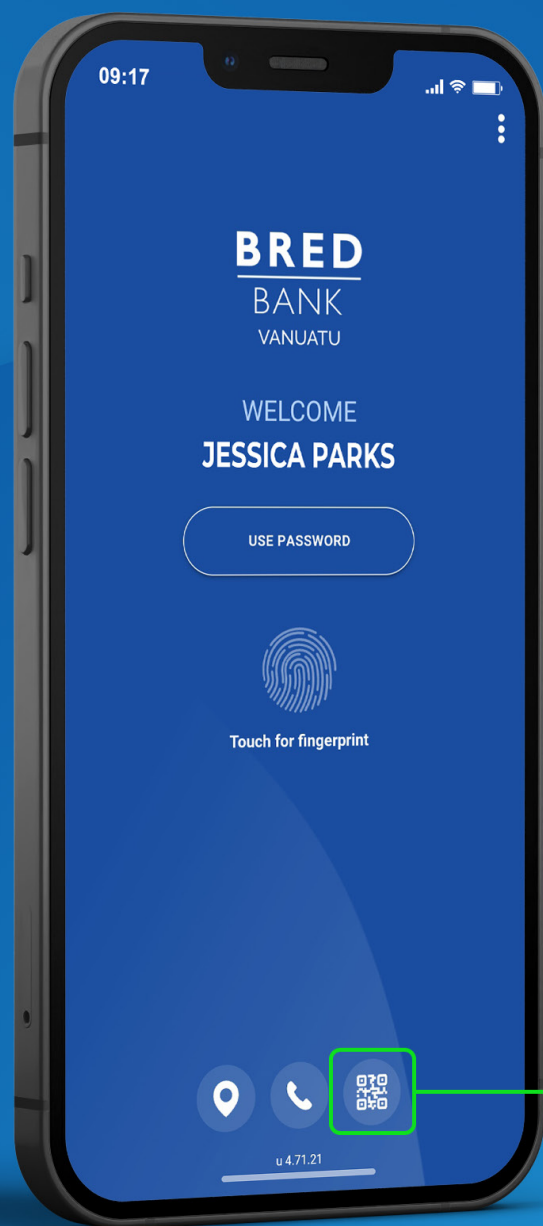 09:17
BRED
BANK
VANUATU
WELCOME
JESSICA PARKS
USE PASSWORD
Touch for fingerprint
u 4.71.21